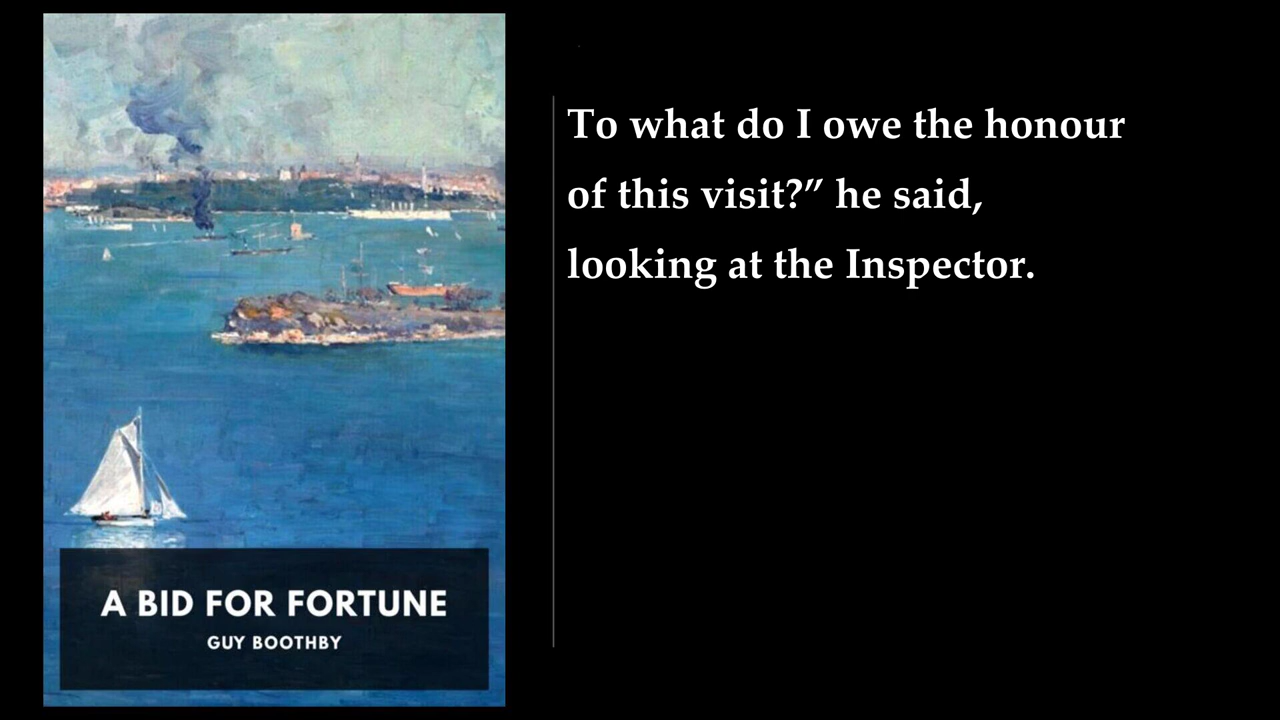 To what do I owe the honour
of this visit?” he said,
looking at the Inspector.
A BID FOR FORTUNE
GUY BOOTHBY